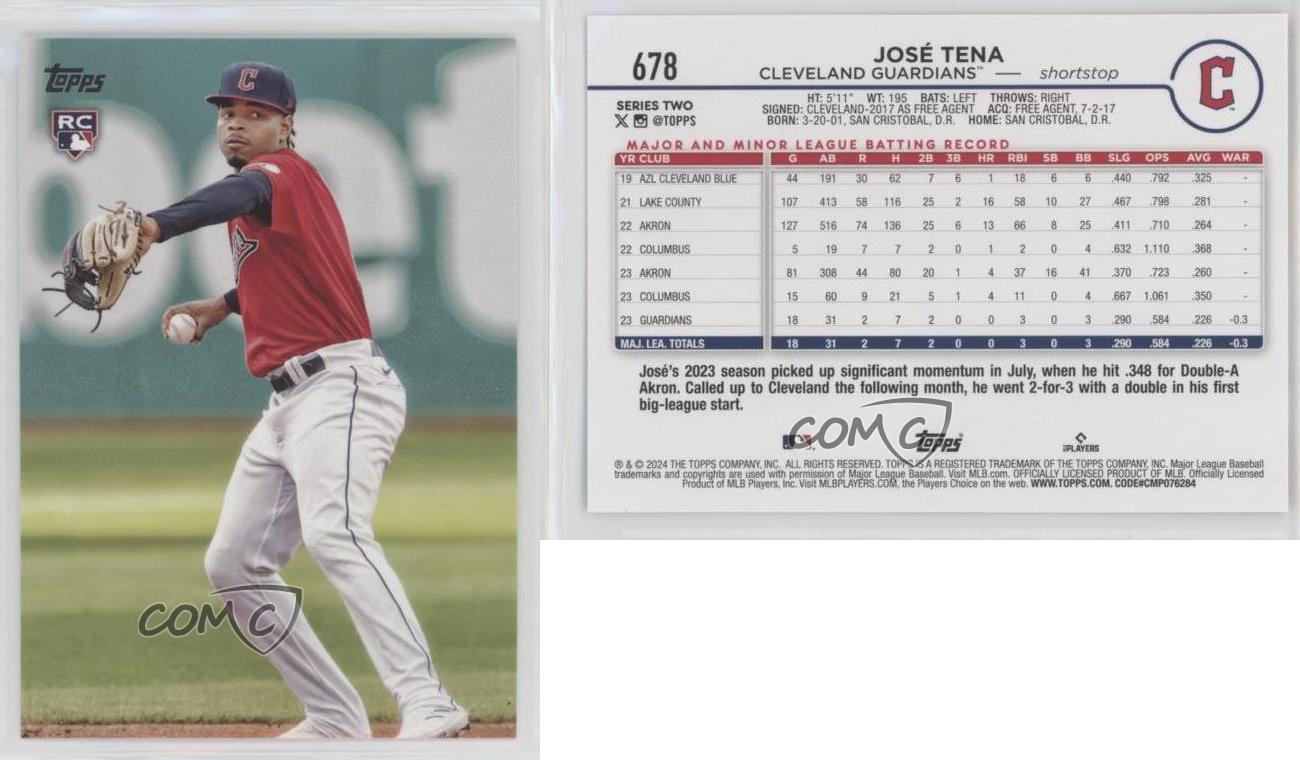 Topps
RC
C
bet
COMC
678
JOSÉ TENA
CLEVELAND GUARDIANS™ — shortstop
C
SERIES TWO
@TOPPS
HT: 5'11" WT: 195 BATS: LEFT THROWS: RIGHT
SIGNED: CLEVELAND-2017 AS FREE AGENT ACQ: FREE AGENT, 7-2-17
BORN: 3-20-01, SAN CRISTOBAL, D.R. HOME: SAN CRISTOBAL, D.R.
MAJOR AND MINOR LEAGUE BATTING RECORD
YR CLUB G AB R H 2B 3B HR RBI SB BB SLG OPS AVG WAR
19 AZL CLEVELAND BLUE 44 191 30 62 7 6 1 18 6 6 .440 .792 .325 -
21 LAKE COUNTY 107 413 58 116 25 2 16 58 10 27 .467 .798 .281 -
22 AKRON 127 516 74 136 25 6 13 66 8 25 .411 .710 .264 -
22 COLUMBUS 5 19 7 7 2 0 1 2 0 4 .632 1.110 .368 -
23 AKRON 81 308 44 80 20 1 4 37 16 41 .370 .723 .260 -
23 COLUMBUS 15 60 9 21 5 1 4 11 0 4 .667 1.061 .350 -
23 GUARDIANS 18 31 2 7 2 0 0 3 0 3 .290 .584 .226 -0.3
MAJ. LEA. TOTALS 18 31 2 7 2 0 0 3 0 3 .290 .584 .226 -0.3
José's 2023 season picked up significant momentum in July, when he hit .348 for Double-A
Akron. Called up to Cleveland the following month, he went 2-for-3 with a double in his first
big-league start.
COMC
Topps
PLAYERS
® & © 2024 THE TOPPS COMPANY, INC. ALL RIGHTS RESERVED. TOPPS IS A REGISTERED TRADEMARK OF THE TOPPS COMPANY, INC. Major League Baseball
trademarks and copyrights are used with permission of Major League Baseball. Visit MLB.com. OFFICIALLY LICENSED PRODUCT OF MLB. Officially Licensed
Product of MLB Players, Inc. Visit MLBPLAYERS.COM, the Players Choice on the web. WWW.TOPPS.COM. CODE#CMP076284